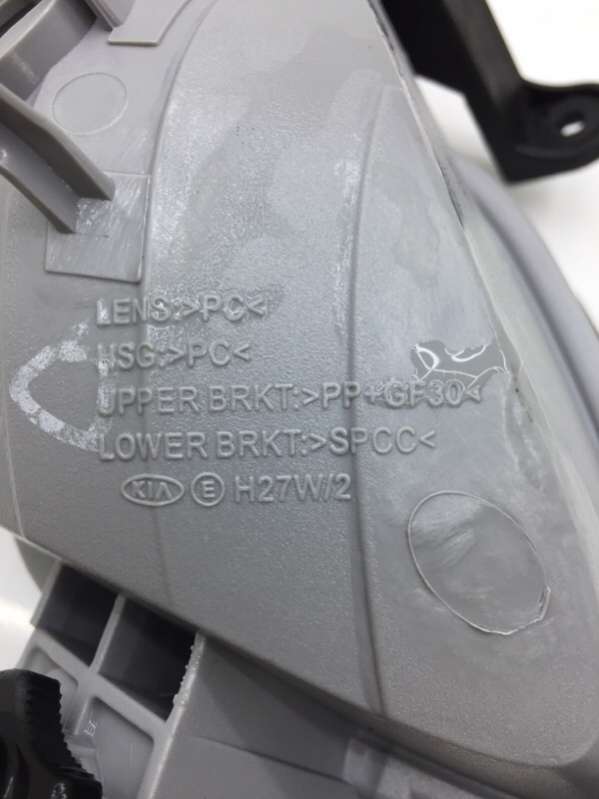 LENS:>PC<
HSG:>PC<
UPPER BRKT:>PP+GF30<
LOWER BRKT:>SPCC<
KIA E H27W/2